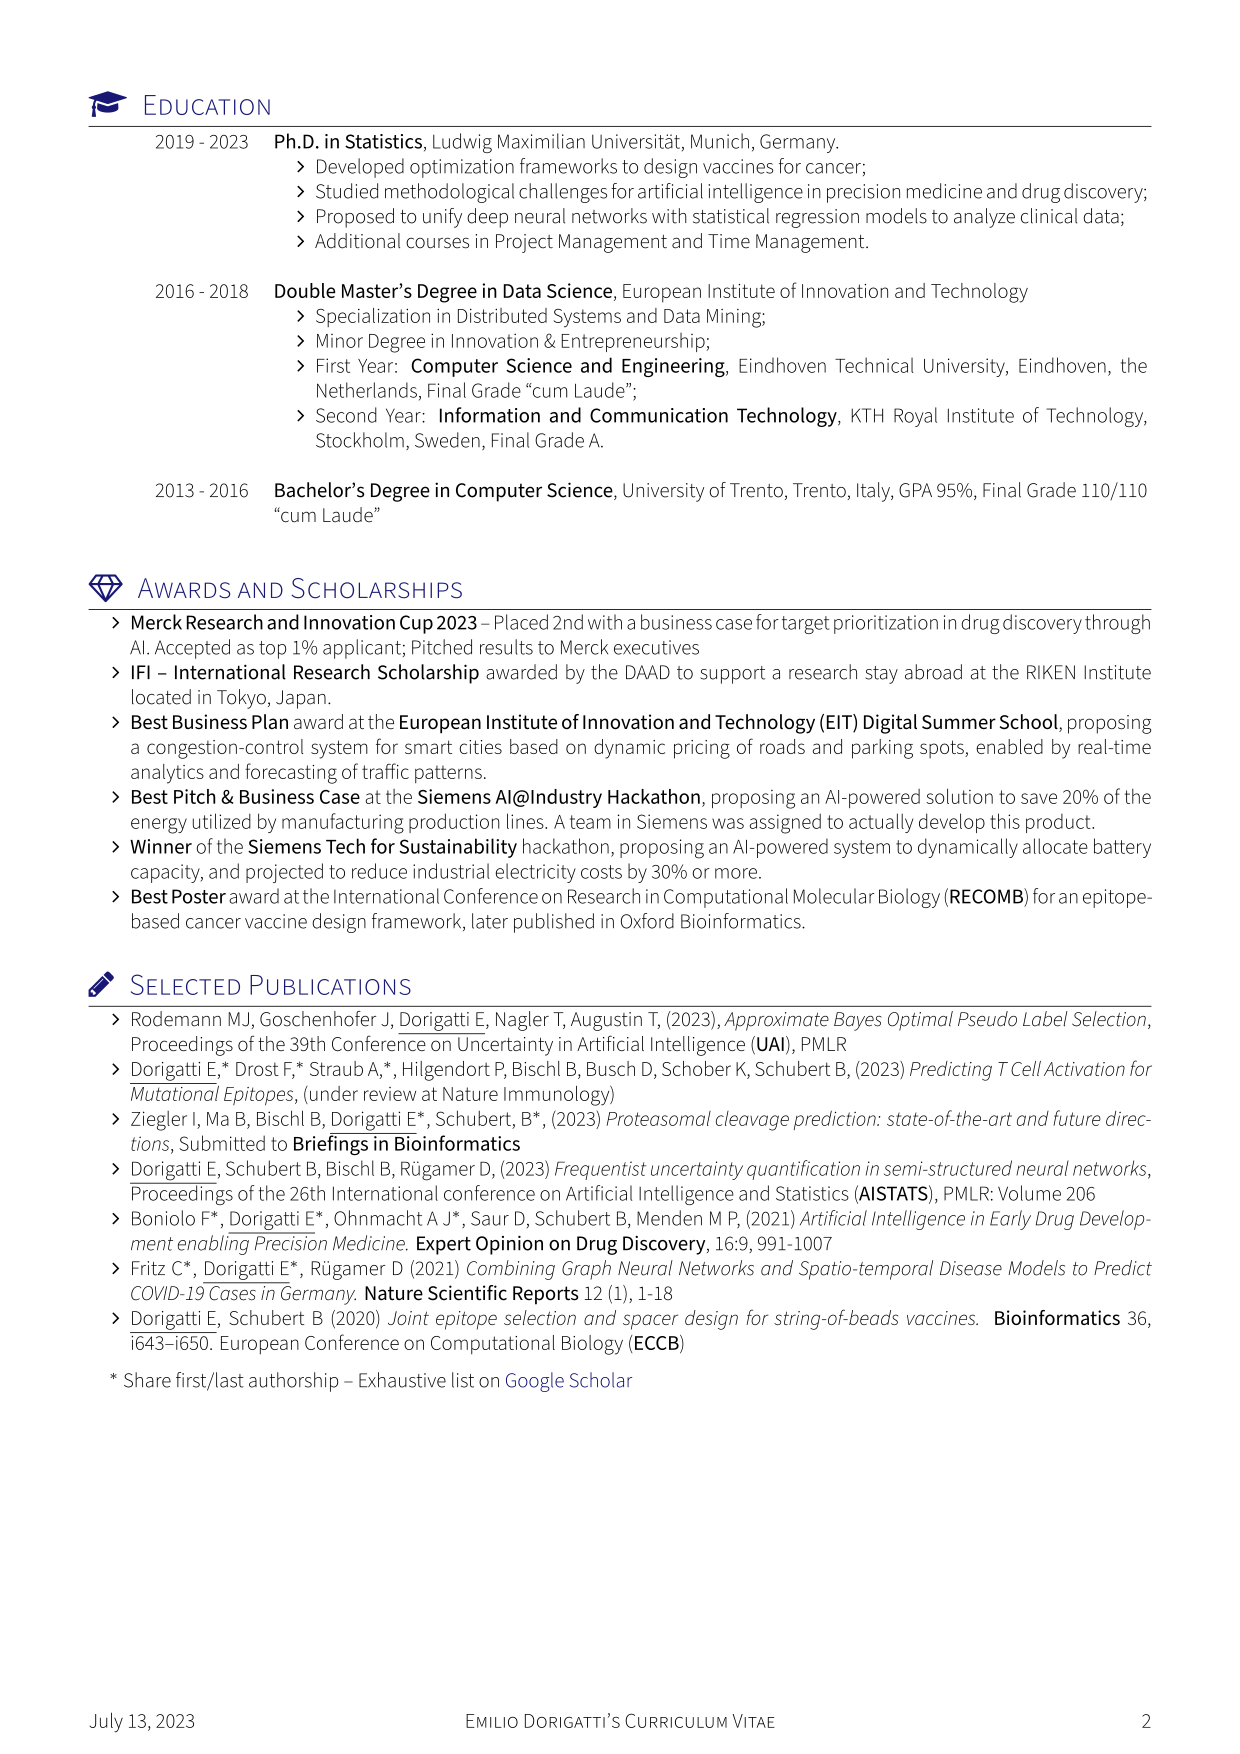 Education
2019 - 2023 Ph.D. in Statistics, Ludwig Maximilian Universität, Munich, Germany.
Developed optimization frameworks to design vaccines for cancer;
Studied methodological challenges for artificial intelligence in precision medicine and drug discovery;
Proposed to unify deep neural networks with statistical regression models to analyze clinical data;
Additional courses in Project Management and Time Management.
2016 - 2018 Double Master's Degree in Data Science, European Institute of Innovation and Technology
Specialization in Distributed Systems and Data Mining;
Minor Degree in Innovation & Entrepreneurship;
First Year: Computer Science and Engineering, Eindhoven Technical University, Eindhoven, the
Netherlands, Final Grade “cum Laude”;
Second Year: Information and Communication Technology, KTH Royal Institute of Technology,
Stockholm, Sweden, Final Grade A.
2013 - 2016 Bachelor's Degree in Computer Science, University of Trento, Trento, Italy, GPA 95%, Final Grade 110/110
“cum Laude”
Awards and Scholarships
Merck Research and Innovation Cup 2023 – Placed 2nd with a business case for target prioritization in drug discovery through
AI. Accepted as top 1% applicant; Pitched results to Merck executives
IFI – International Research Scholarship awarded by the DAAD to support a research stay abroad at the RIKEN Institute
located in Tokyo, Japan.
Best Business Plan award at the European Institute of Innovation and Technology (EIT) Digital Summer School, proposing
a congestion-control system for smart cities based on dynamic pricing of roads and parking spots, enabled by real-time
analytics and forecasting of traffic patterns.
Best Pitch & Business Case at the Siemens AI@Industry Hackathon, proposing an AI-powered solution to save 20% of the
energy utilized by manufacturing production lines. A team in Siemens was assigned to actually develop this product.
Winner of the Siemens Tech for Sustainability hackathon, proposing an AI-powered system to dynamically allocate battery
capacity, and projected to reduce industrial electricity costs by 30% or more.
Best Poster award at the International Conference on Research in Computational Molecular Biology (RECOMB) for an epitope-
based cancer vaccine design framework, later published in Oxford Bioinformatics.
Selected Publications
Rodemann MJ, Goschenhofer J, Dorigatti E, Nagler T, Augustin T, (2023), Approximate Bayes Optimal Pseudo Label Selection,
Proceedings of the 39th Conference on Uncertainty in Artificial Intelligence (UAI), PMLR
Dorigatti E,* Drost F,* Straub A,*, Hilgendort P, Bischl B, Busch D, Schober K, Schubert B, (2023) Predicting T Cell Activation for
Mutational Epitopes, (under review at Nature Immunology)
Ziegler I, Ma B, Bischl B, Dorigatti E*, Schubert, B*, (2023) Proteasomal cleavage prediction: state-of-the-art and future direc-
tions, Submitted to Briefings in Bioinformatics
Dorigatti E, Schubert B, Bischl B, Rügamer D, (2023) Frequentist uncertainty quantification in semi-structured neural networks,
Proceedings of the 26th International conference on Artificial Intelligence and Statistics (AISTATS), PMLR: Volume 206
Boniolo F*, Dorigatti E*, Ohnmacht A J*, Saur D, Schubert B, Menden M P, (2021) Artificial Intelligence in Early Drug Develop-
ment enabling Precision Medicine. Expert Opinion on Drug Discovery, 16:9, 991-1007
Fritz C*, Dorigatti E*, Rügamer D (2021) Combining Graph Neural Networks and Spatio-temporal Disease Models to Predict
COVID-19 Cases in Germany. Nature Scientific Reports 12 (1), 1-18
Dorigatti E, Schubert B (2020) Joint epitope selection and spacer design for string-of-beads vaccines. Bioinformatics 36,
i643–i650. European Conference on Computational Biology (ECCB)
* Share first/last authorship – Exhaustive list on Google Scholar
July 13, 2023 Emilio Dorigatti's Curriculum Vitae 2